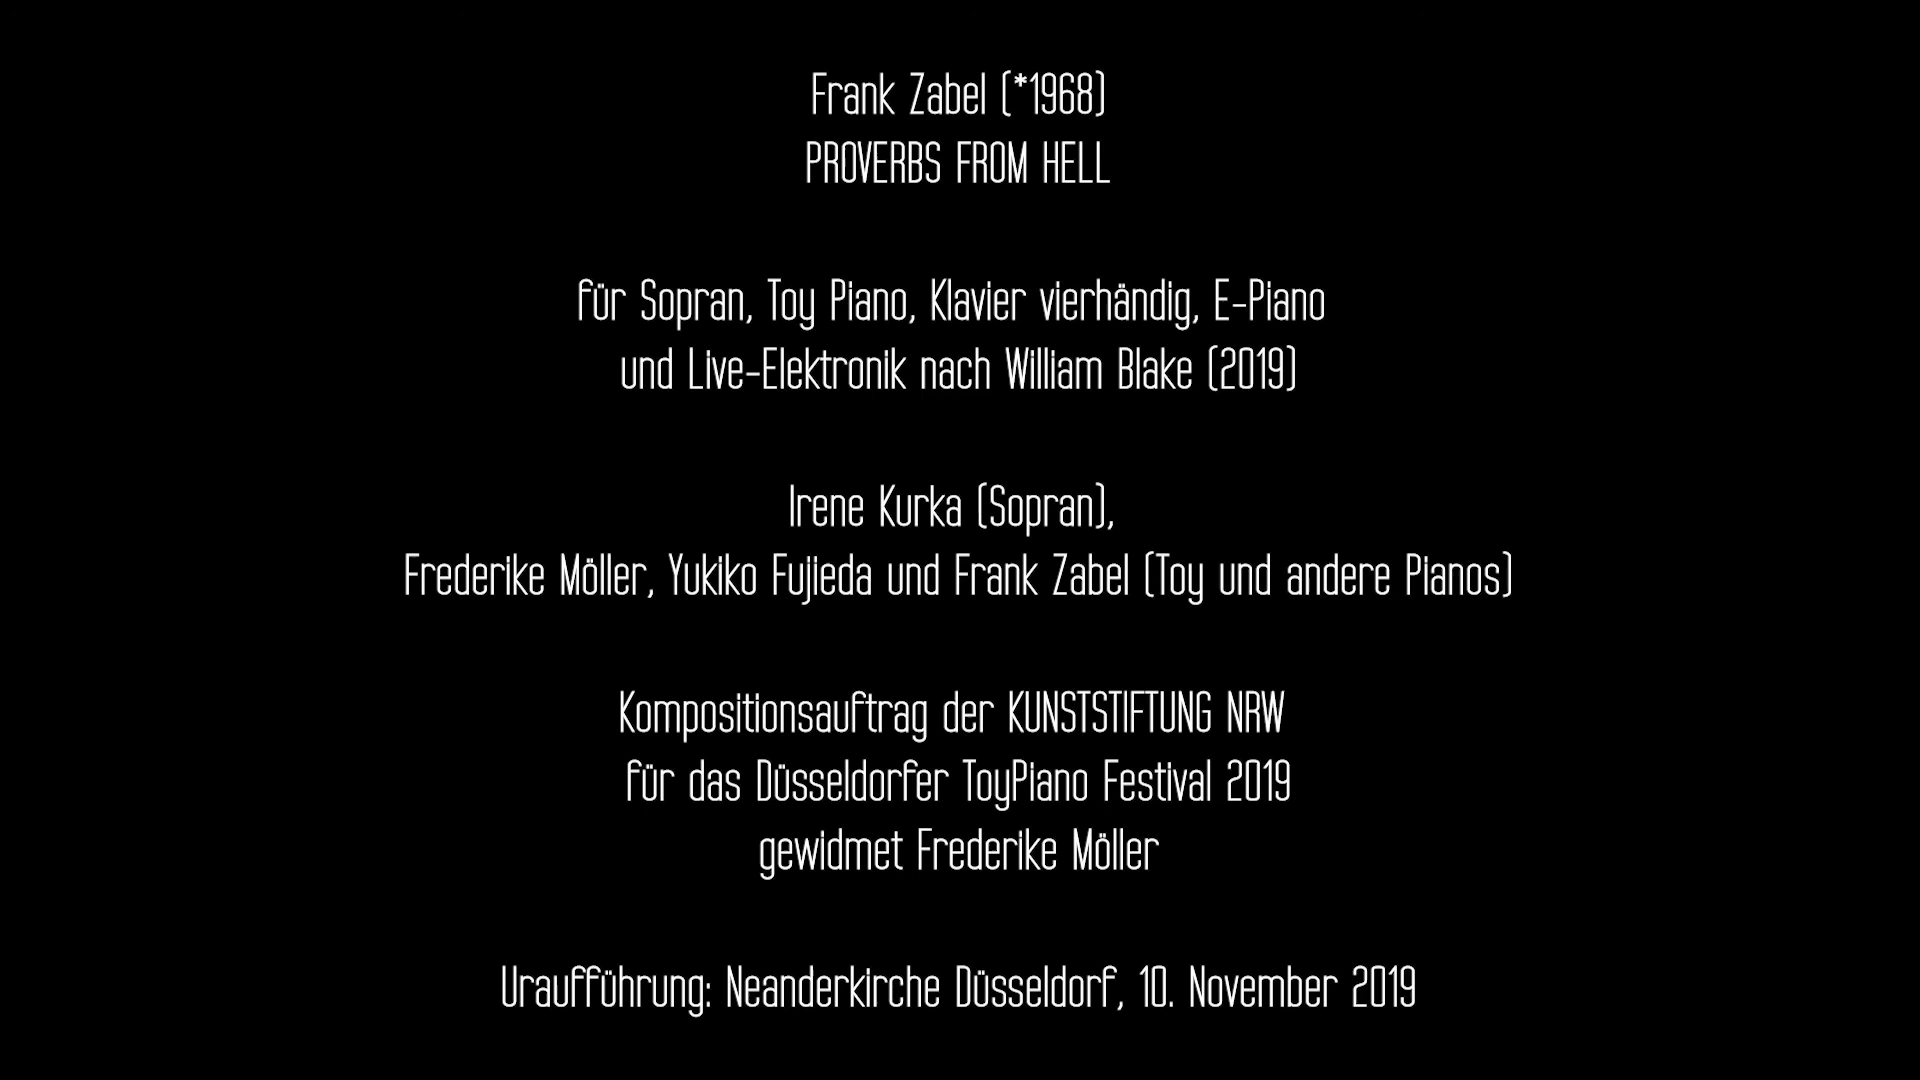 Frank Zabel (*1968)
PROVERBS FROM HELL
für Sopran, Toy Piano, Klavier vierhändig, E-Piano
und Live-Elektronik nach William Blake (2019)
Irene Kurka (Sopran),
Frederike Möller, Yukiko Fujieda und Frank Zabel (Toy und andere Pianos)
Kompositionsauftrag der KUNSTSTIFTUNG NRW
für das Düsseldorfer ToyPiano Festival 2019
gewidmet Frederike Möller
Uraufführung: Neanderkirche Düsseldorf, 10. November 2019